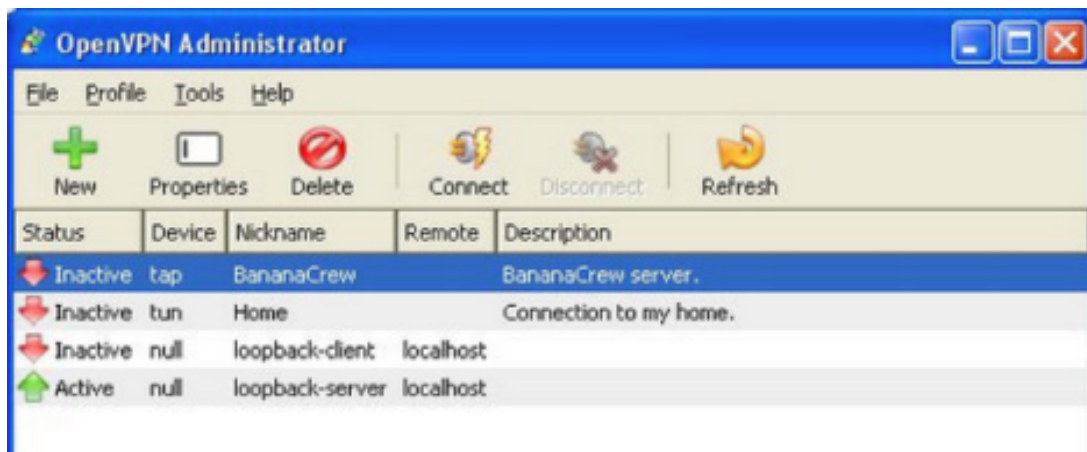 OpenVPN Administrator
File Profile Tools Help
New Properties Delete Connect Disconnect Refresh
Status Device Nickname Remote Description
Inactive tap BananaCrew BananaCrew server.
Inactive tun Home Connection to my home.
Inactive null loopback-client localhost
Active null loopback-server localhost